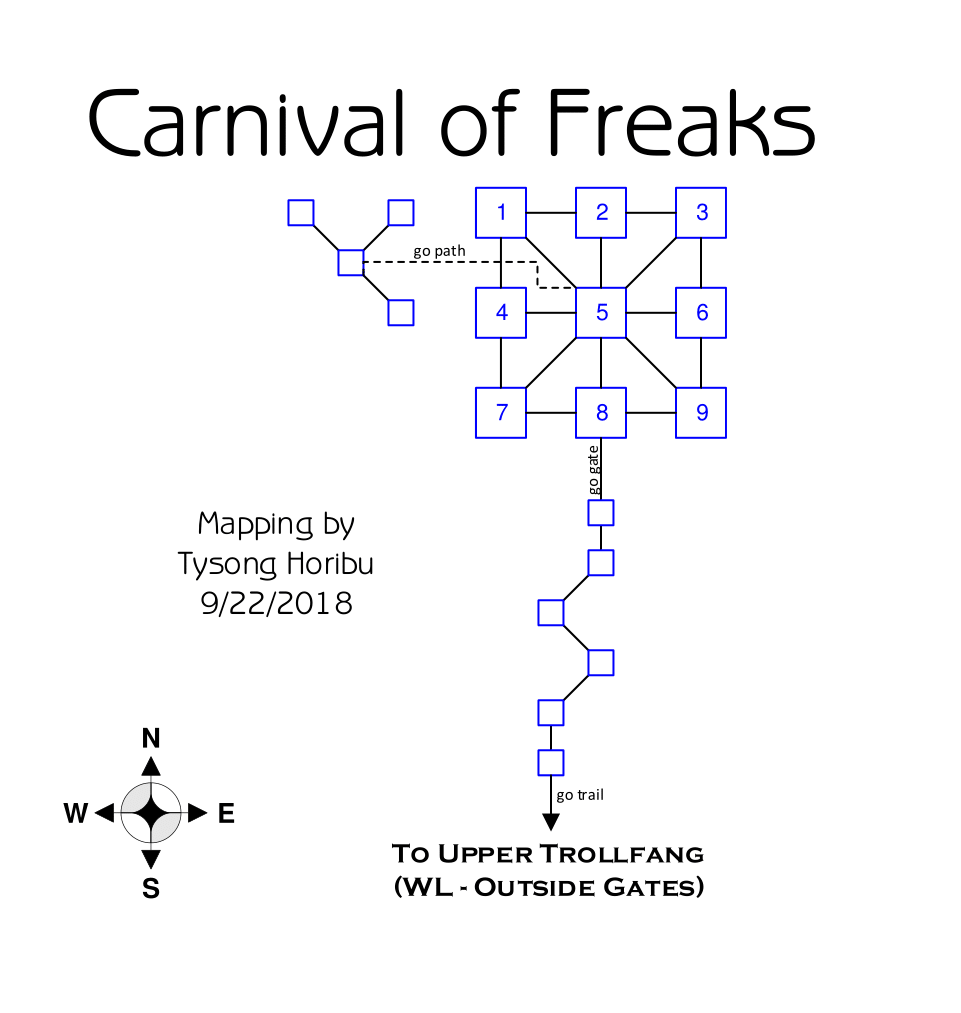 Carnival of Freaks
1 2 3
go path
4 5 6
7 8 9
go gate
Mapping by
Tysong Horibu
9/22/2018
N
W E
S
go trail
To Upper Trollfang
(WL - Outside Gates)